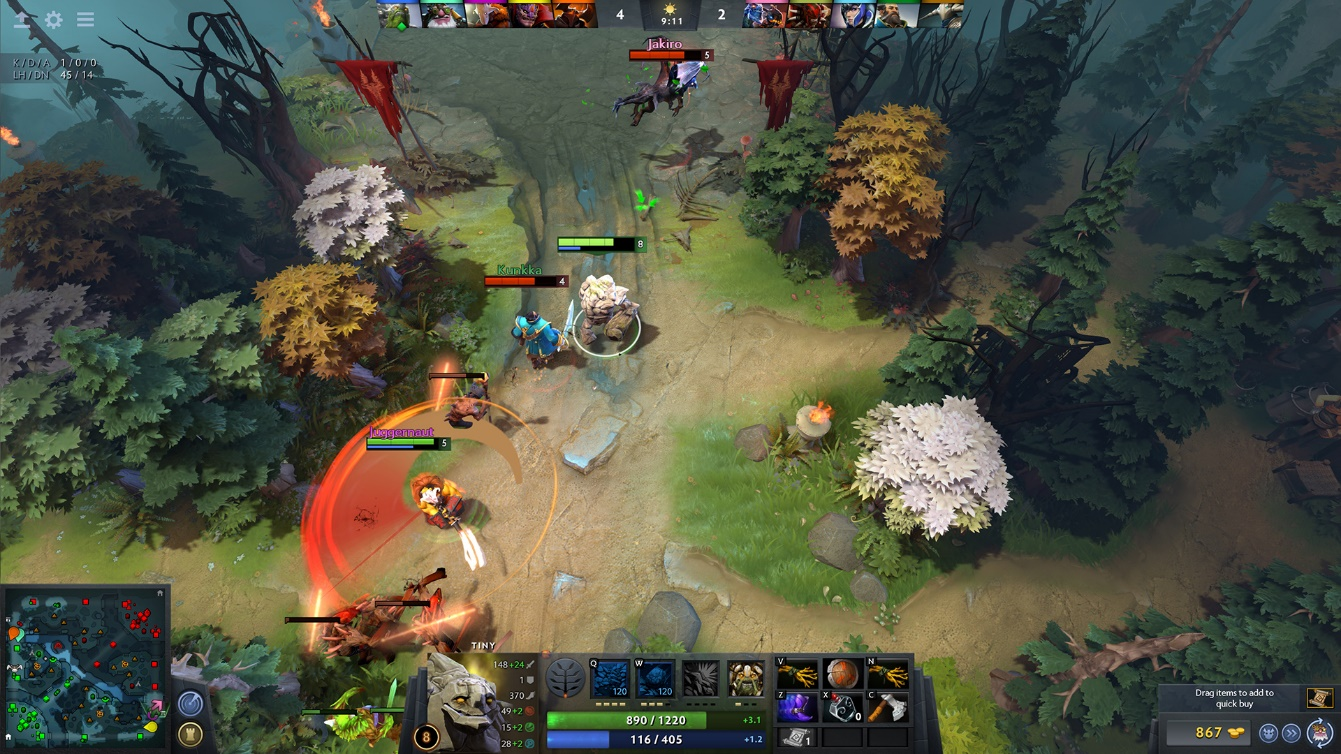 4
9:11
2
K/D/A 1/0/0
LH/DN 45/14
Jakiro
5
8
Kunkka
4
Juggernaut
5
TINY
148+24
1
370
49+2
15+2
28+2
8
Q
120
W
120
890 / 1220
+3.1
116 / 405
+1.2
V
N
Z
X
0
C
1
Drag items to add to
quick buy
867